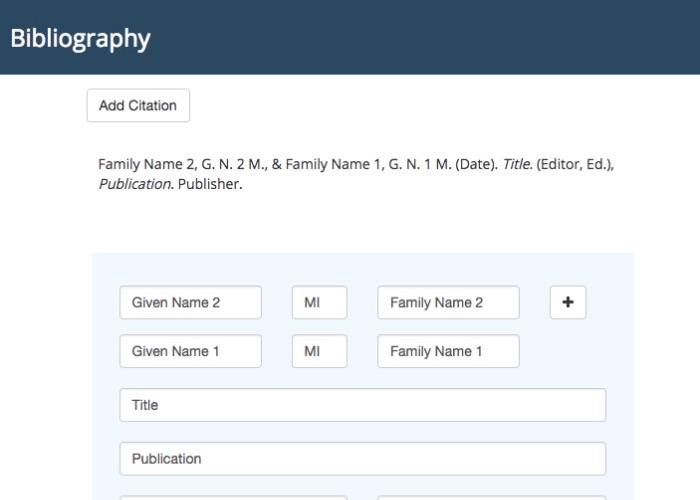 Bibliography
Add Citation
Family Name 2, G. N. 2 M., & Family Name 1, G. N. 1 M. (Date). Title. (Editor, Ed.),
Publication. Publisher.
Given Name 2 MI Family Name 2 +
Given Name 1 MI Family Name 1
Title
Publication